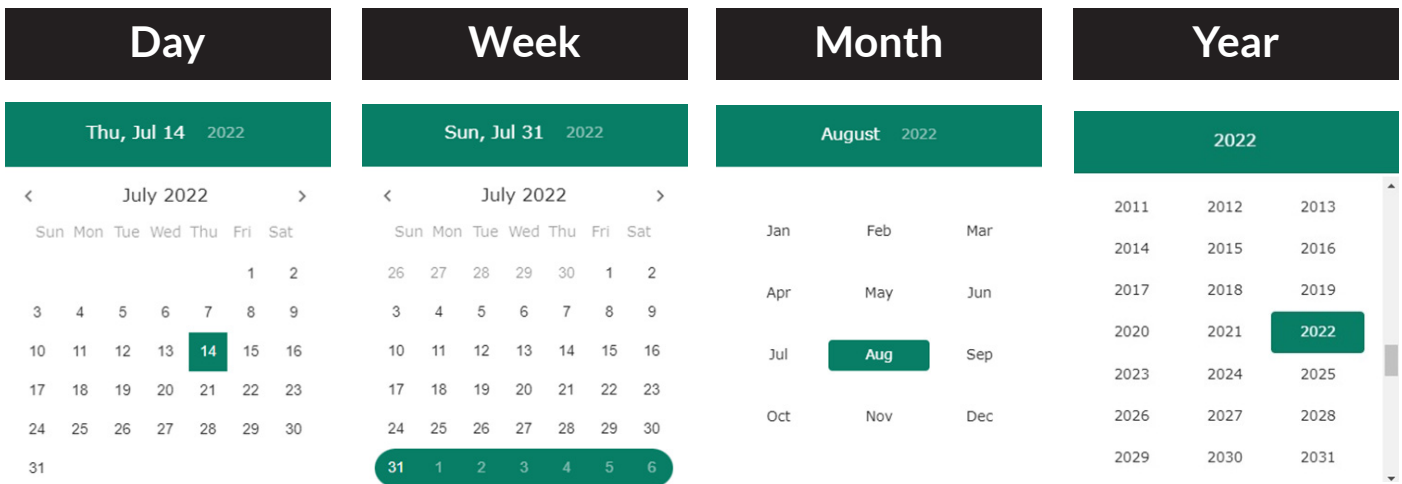 Day
Thu, Jul 14 2022
July 2022
Sun Mon Tue Wed Thu Fri Sat
1 2
3 4 5 6 7 8 9
10 11 12 13 14 15 16
17 18 19 20 21 22 23
24 25 26 27 28 29 30
31
Week
Sun, Jul 31 2022
July 2022
Sun Mon Tue Wed Thu Fri Sat
26 27 28 29 30 1 2
3 4 5 6 7 8 9
10 11 12 13 14 15 16
17 18 19 20 21 22 23
24 25 26 27 28 29 30
31 1 2 3 4 5 6
Month
August 2022
Jan Feb Mar
Apr May Jun
Jul Aug Sep
Oct Nov Dec
Year
2022
2011 2012 2013
2014 2015 2016
2017 2018 2019
2020 2021 2022
2023 2024 2025
2026 2027 2028
2029 2030 2031